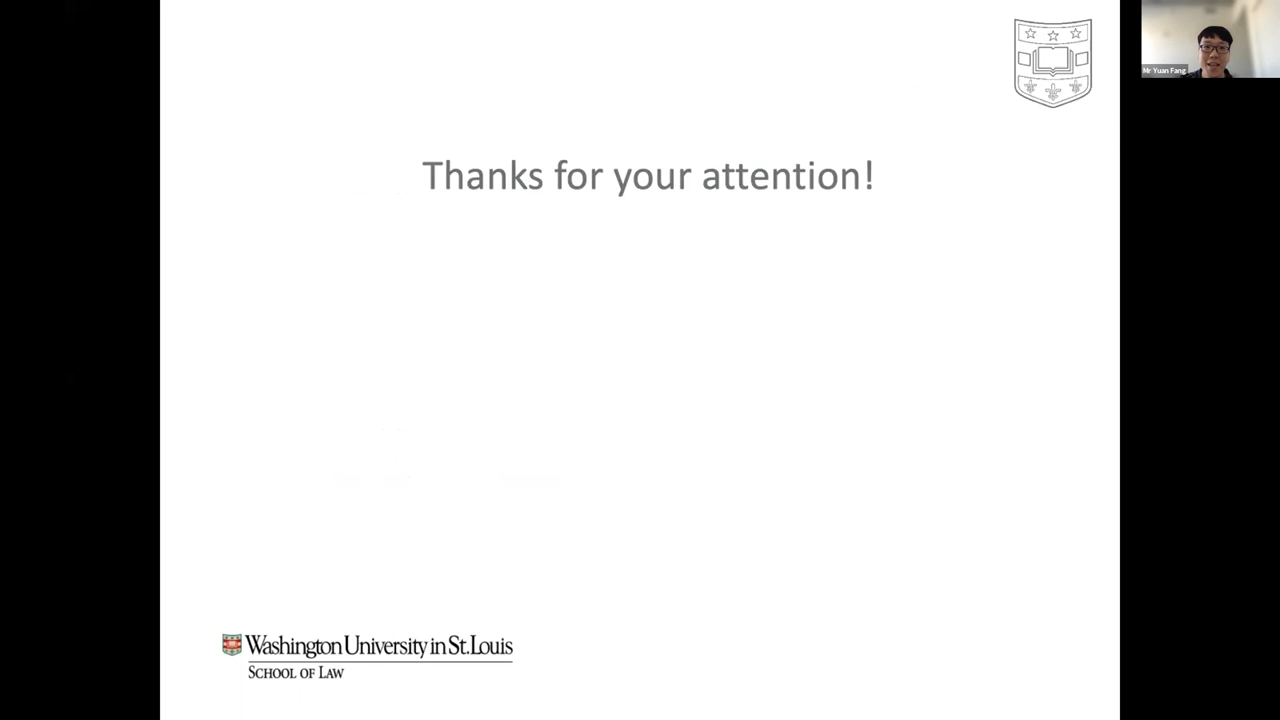 Mr Yuan Fang
Thanks for your attention!
Washington University in St. Louis
SCHOOL OF LAW